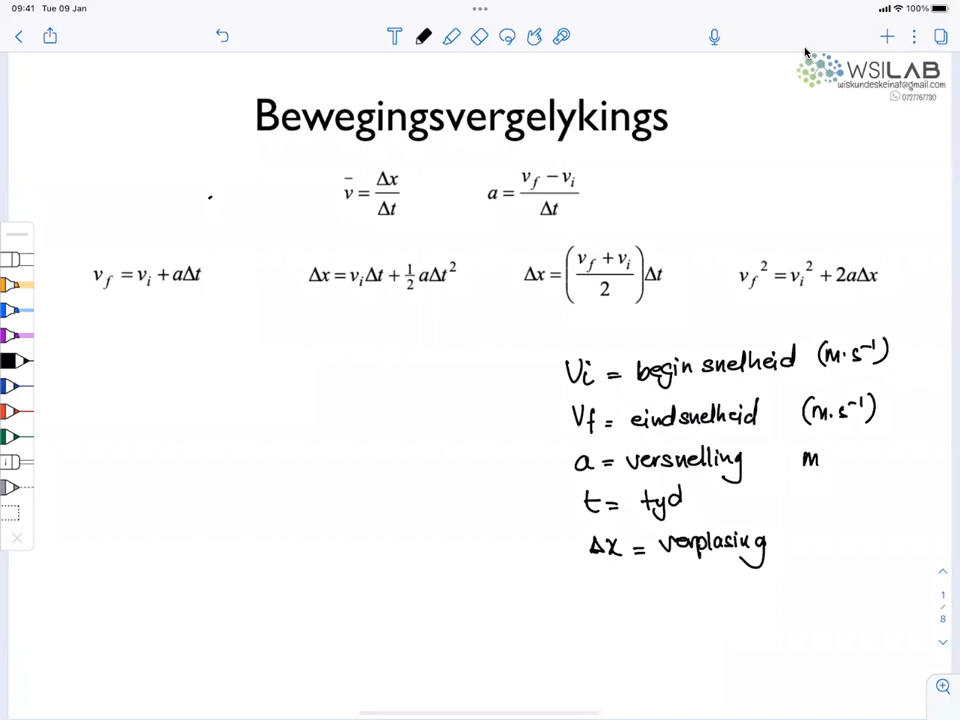 09:41 Tue 09 Jan 100%
WSILAB
wiskundeskeinat@gmail.com
0727767730
Bewegingsvergelykings
v̄ = Δx/Δt a = (v_f − v_i)/Δt
v_f = v_i + aΔt Δx = v_iΔt + ½ aΔt² Δx = ((v_f + v_i)/2)Δt v_f² = v_i² + 2aΔx
Vi = begin snelheid (m·s⁻¹)
Vf = eindsnelheid (m·s⁻¹)
a = versnelling m
t = tyd
Δx = verplasing
1
/
8